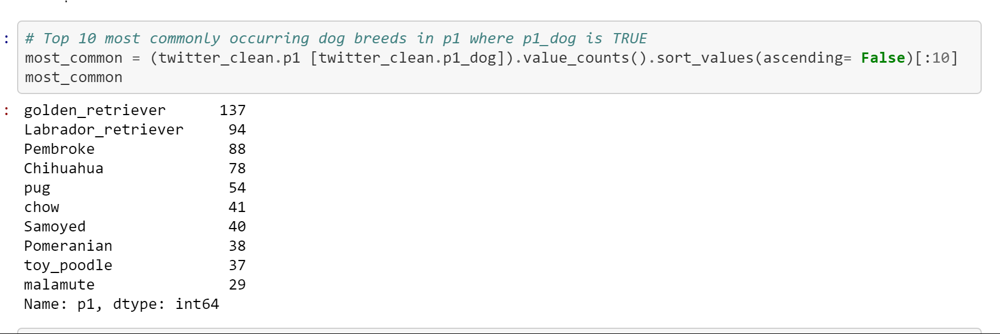 :
# Top 10 most commonly occurring dog breeds in p1 where p1_dog is TRUE
most_common = (twitter_clean.p1 [twitter_clean.p1_dog]).value_counts().sort_values(ascending= False)[:10]
most_common
:
golden_retriever      137
Labrador_retriever     94
Pembroke               88
Chihuahua              78
pug                    54
chow                   41
Samoyed                40
Pomeranian             38
toy_poodle             37
malamute               29
Name: p1, dtype: int64